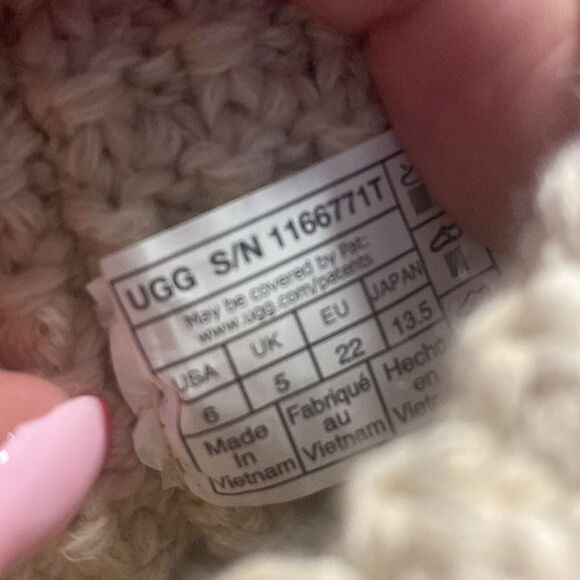 UGG S/N 1166771T
May be covered by Pat:
www.ugg.com/patents
USA UK EU JAPAN
6 5 22 13.5
Made in Vietnam
Fabriqué au Vietnam
Hecho en